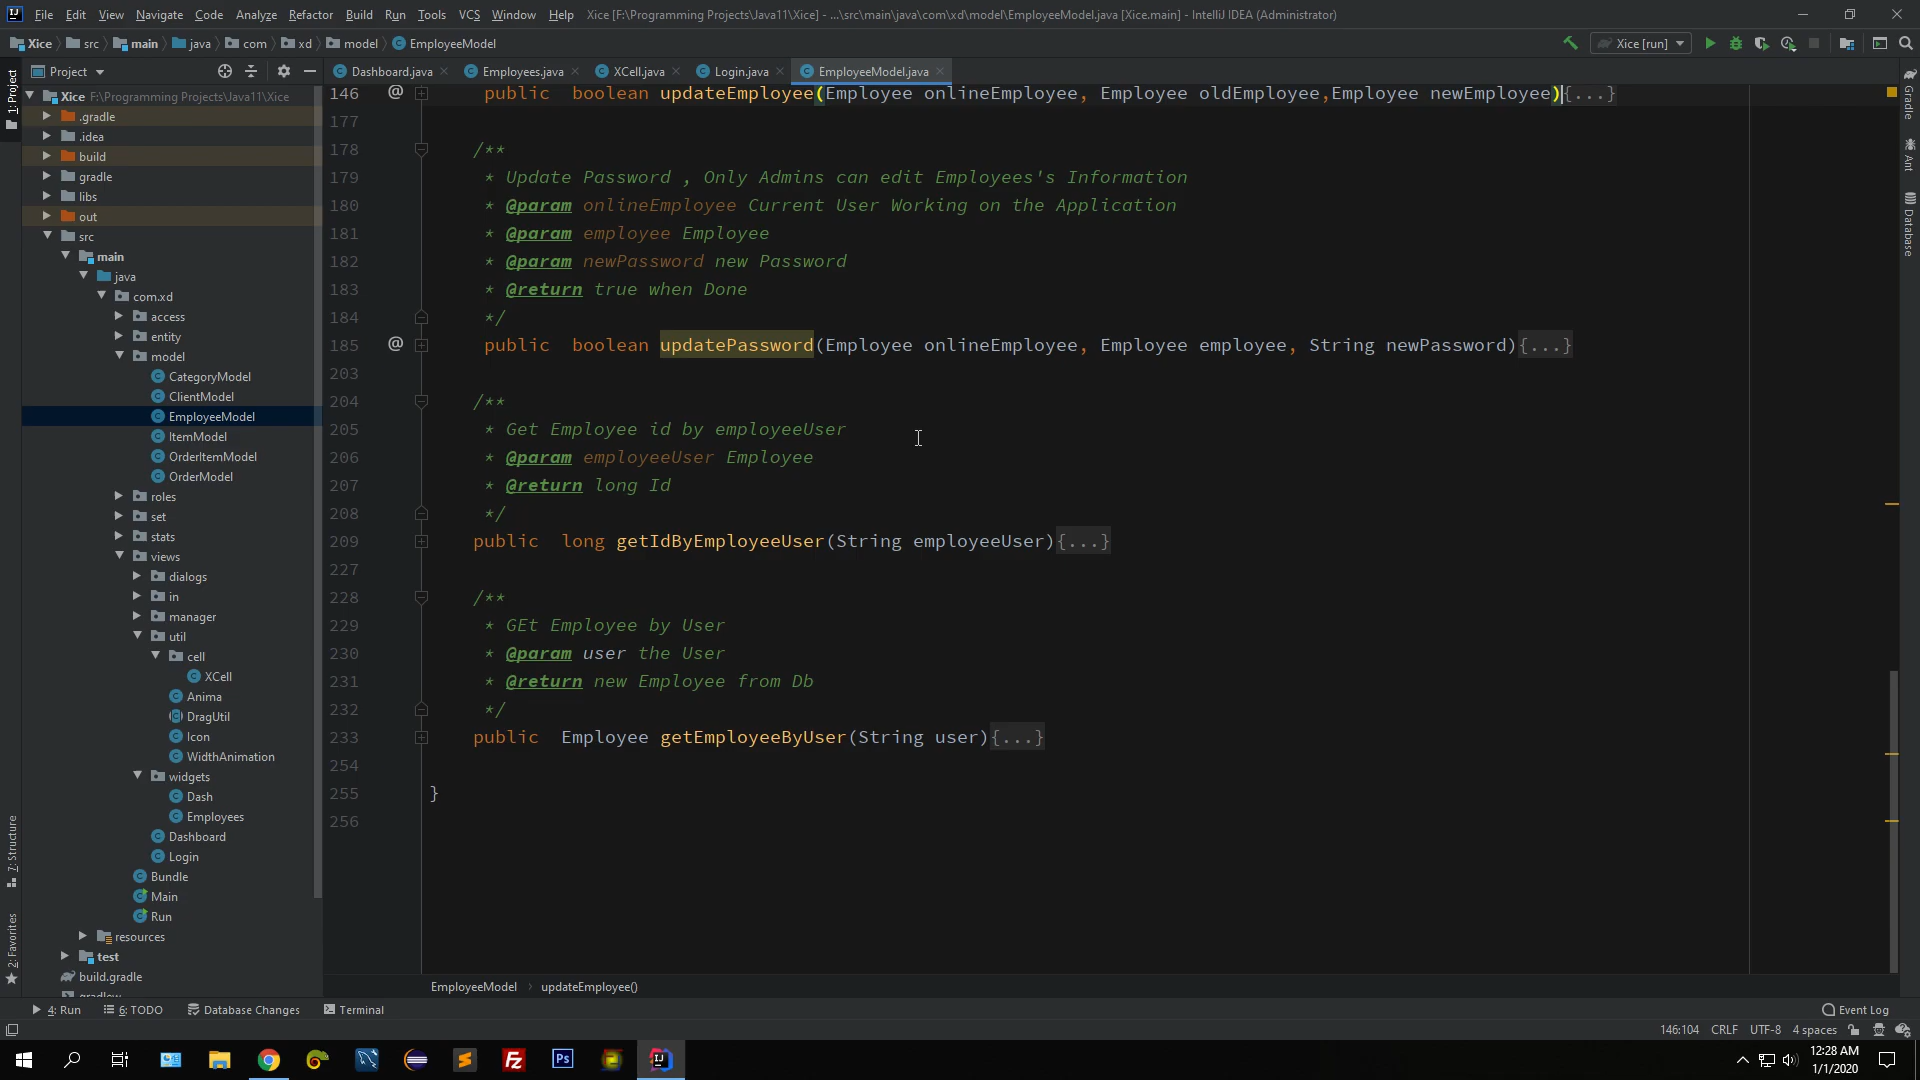 File Edit View Navigate Code Analyze Refactor Build Run Tools VCS Window Help Xice [F:\Programming Projects\Java11\Xice] - ...\src\main\java\com\xd\model\EmployeeModel.java [Xice.main] - IntelliJ IDEA (Administrator)
Xice src main java com xd model EmployeeModel Xice [run]
Project
Dashboard.java Employees.java XCell.java Login.java EmployeeModel.java
1: Project
7: Structure
2: Favorites
Xice F:\Programming Projects\Java11\Xice
.gradle
.idea
build
gradle
libs
out
src
main
java
com.xd
access
entity
model
CategoryModel
ClientModel
EmployeeModel
ItemModel
OrderItemModel
OrderModel
roles
set
stats
views
dialogs
in
manager
util
cell
XCell
Anima
DragUtil
Icon
WidthAnimation
widgets
Dash
Employees
Dashboard
Login
Bundle
Main
Run
resources
test
build.gradle
146 @ public boolean updateEmployee(Employee onlineEmployee, Employee oldEmployee,Employee newEmployee){...}
177
178 /**
179 * Update Password , Only Admins can edit Employees's Information
180 * @param onlineEmployee Current User Working on the Application
181 * @param employee Employee
182 * @param newPassword new Password
183 * @return true when Done
184 */
185 @ public boolean updatePassword(Employee onlineEmployee, Employee employee, String newPassword){...}
203
204 /**
205 * Get Employee id by employeeUser
206 * @param employeeUser Employee
207 * @return long Id
208 */
209 public long getIdByEmployeeUser(String employeeUser){...}
227
228 /**
229 * GEt Employee by User
230 * @param user the User
231 * @return new Employee from Db
232 */
233 public Employee getEmployeeByUser(String user){...}
254
255 }
256
Gradle
Ant
Database
EmployeeModel updateEmployee()
4: Run 6: TODO Database Changes Terminal Event Log
146:104 CRLF UTF-8 4 spaces
Ps
12:28 AM
1/1/2020